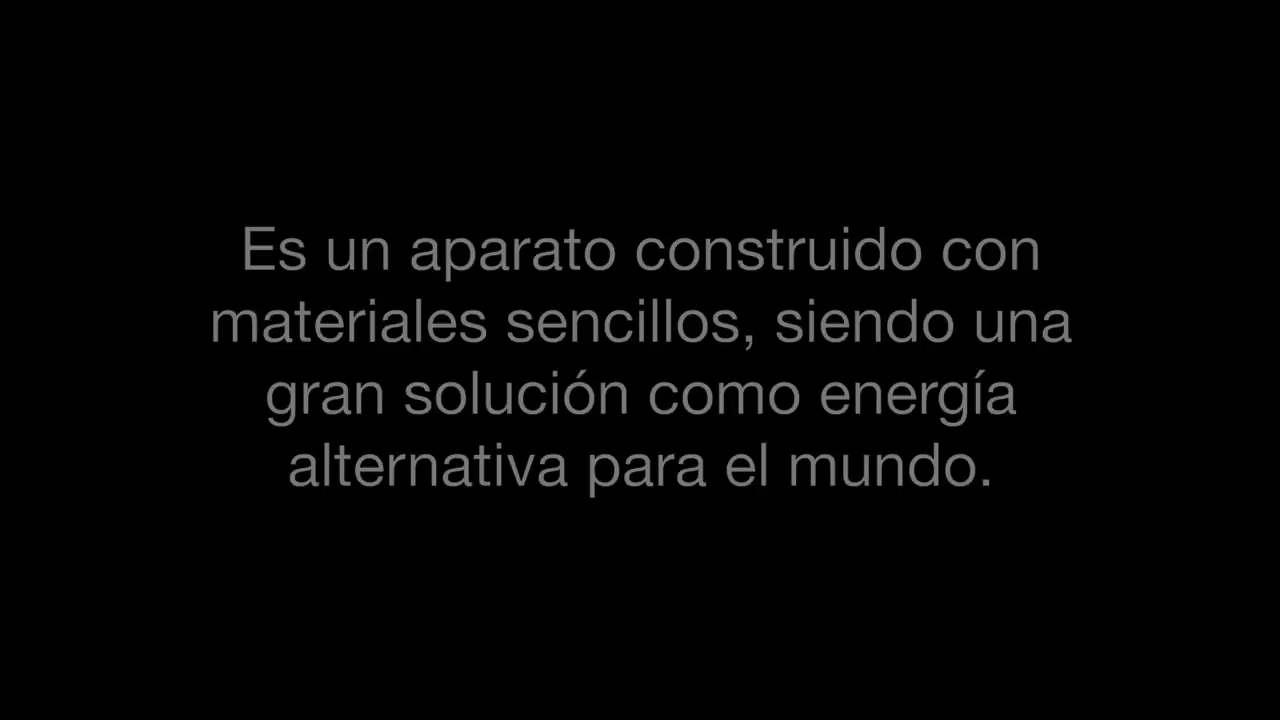 Es un aparato construido con
materiales sencillos, siendo una
gran solución como energía
alternativa para el mundo.